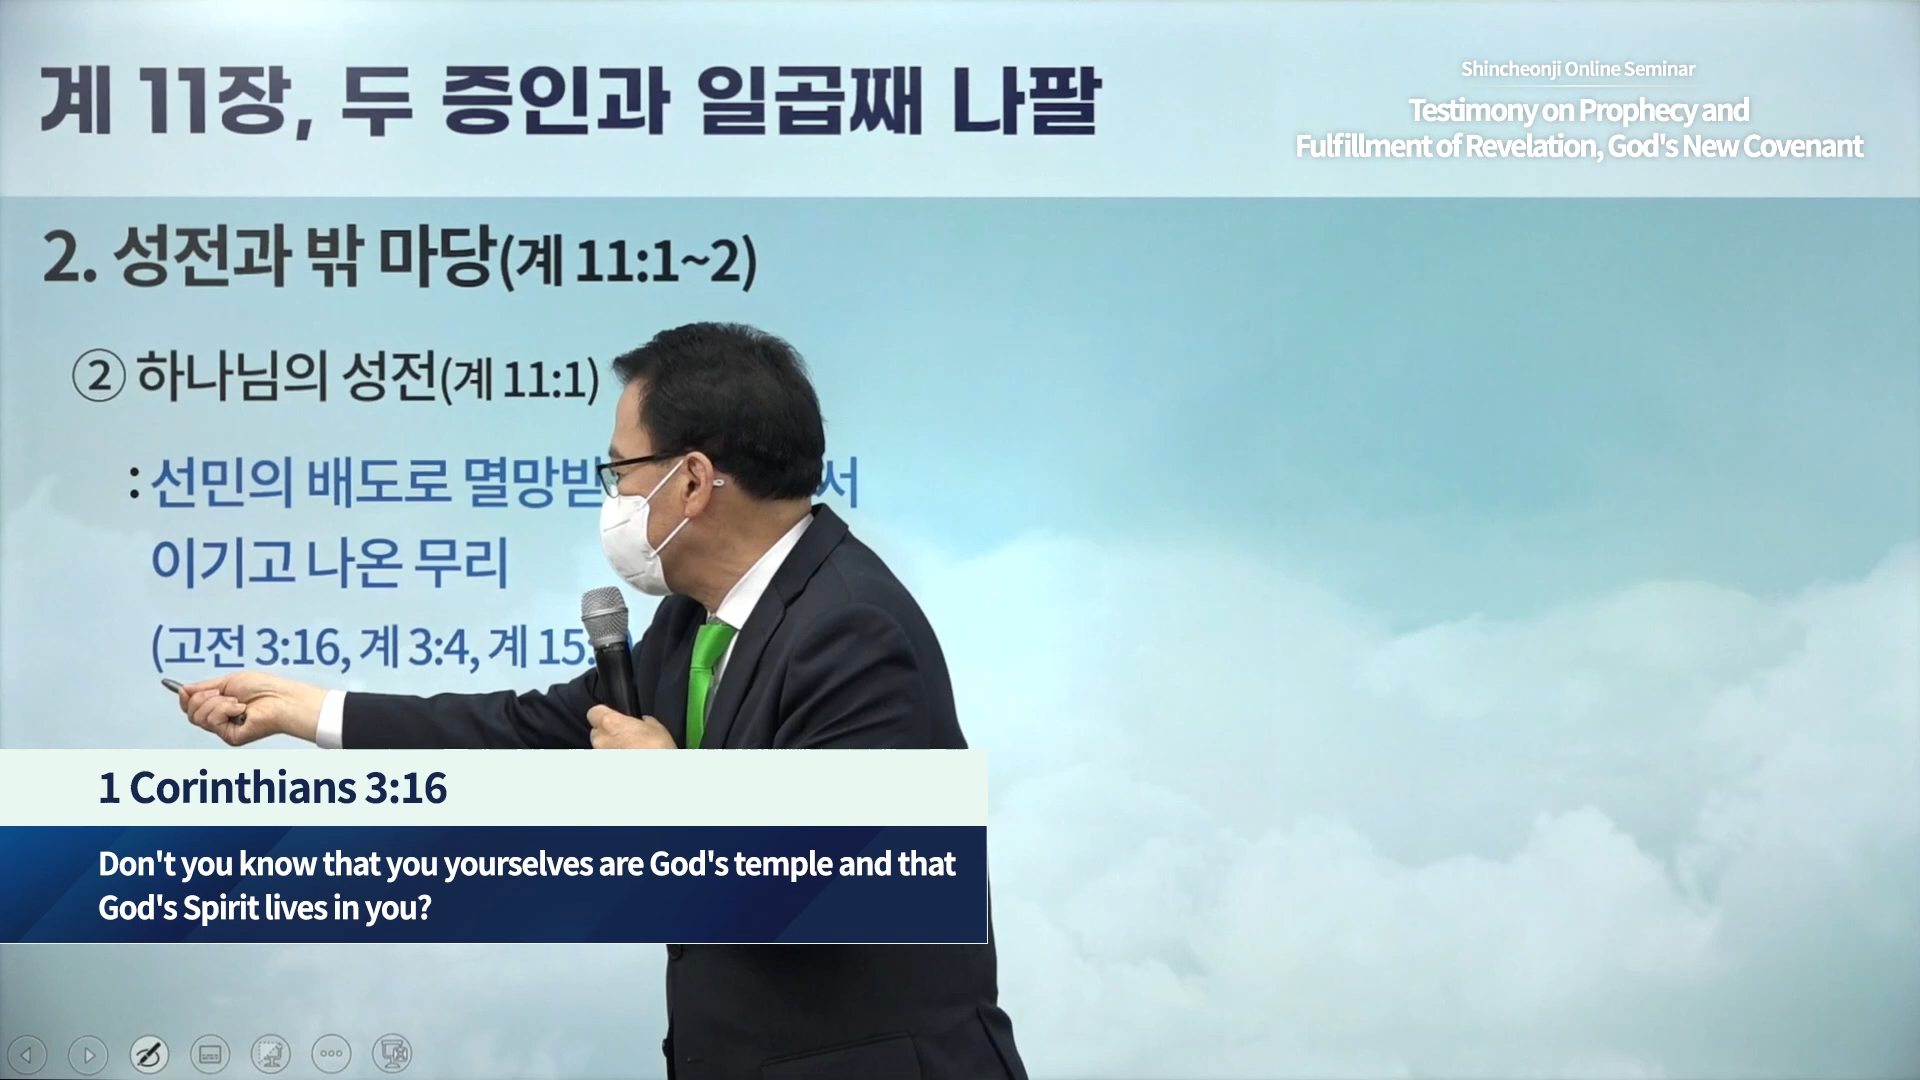 계 11장, 두 증인과 일곱째 나팔
Shincheonji Online Seminar
Testimony on Prophecy and
Fulfillment of Revelation, God's New Covenant
2. 성전과 밖 마당(계 11:1~2)
② 하나님의 성전(계 11:1)
: 선민의 배도로 멸망받 서
이기고 나온 무리
(고전 3:16, 계 3:4, 계 15:
1 Corinthians 3:16
Don't you know that you yourselves are God's temple and that
God's Spirit lives in you?